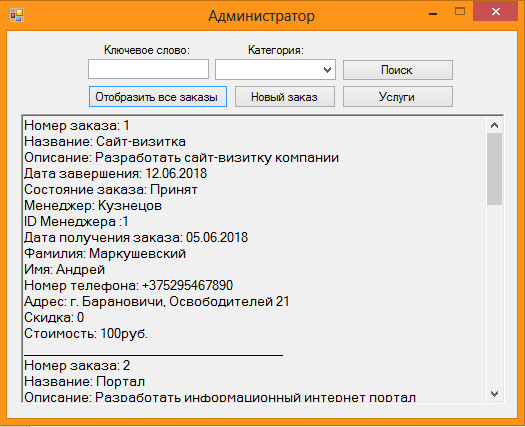 Администратор
Ключевое слово: Категория:
Поиск
Отобразить все заказы Новый заказ Услуги
Номер заказа: 1
Название: Сайт-визитка
Описание: Разработать сайт-визитку компании
Дата завершения: 12.06.2018
Состояние заказа: Принят
Менеджер: Кузнецов
ID Менеджера :1
Дата получения заказа: 05.06.2018
Фамилия: Маркушевский
Имя: Андрей
Номер телефона: +375295467890
Адрес: г. Барановичи, Освободителей 21
Скидка: 0
Стоимость: 100руб.
Номер заказа: 2
Название: Портал
Описание: Разработать информационный интернет портал